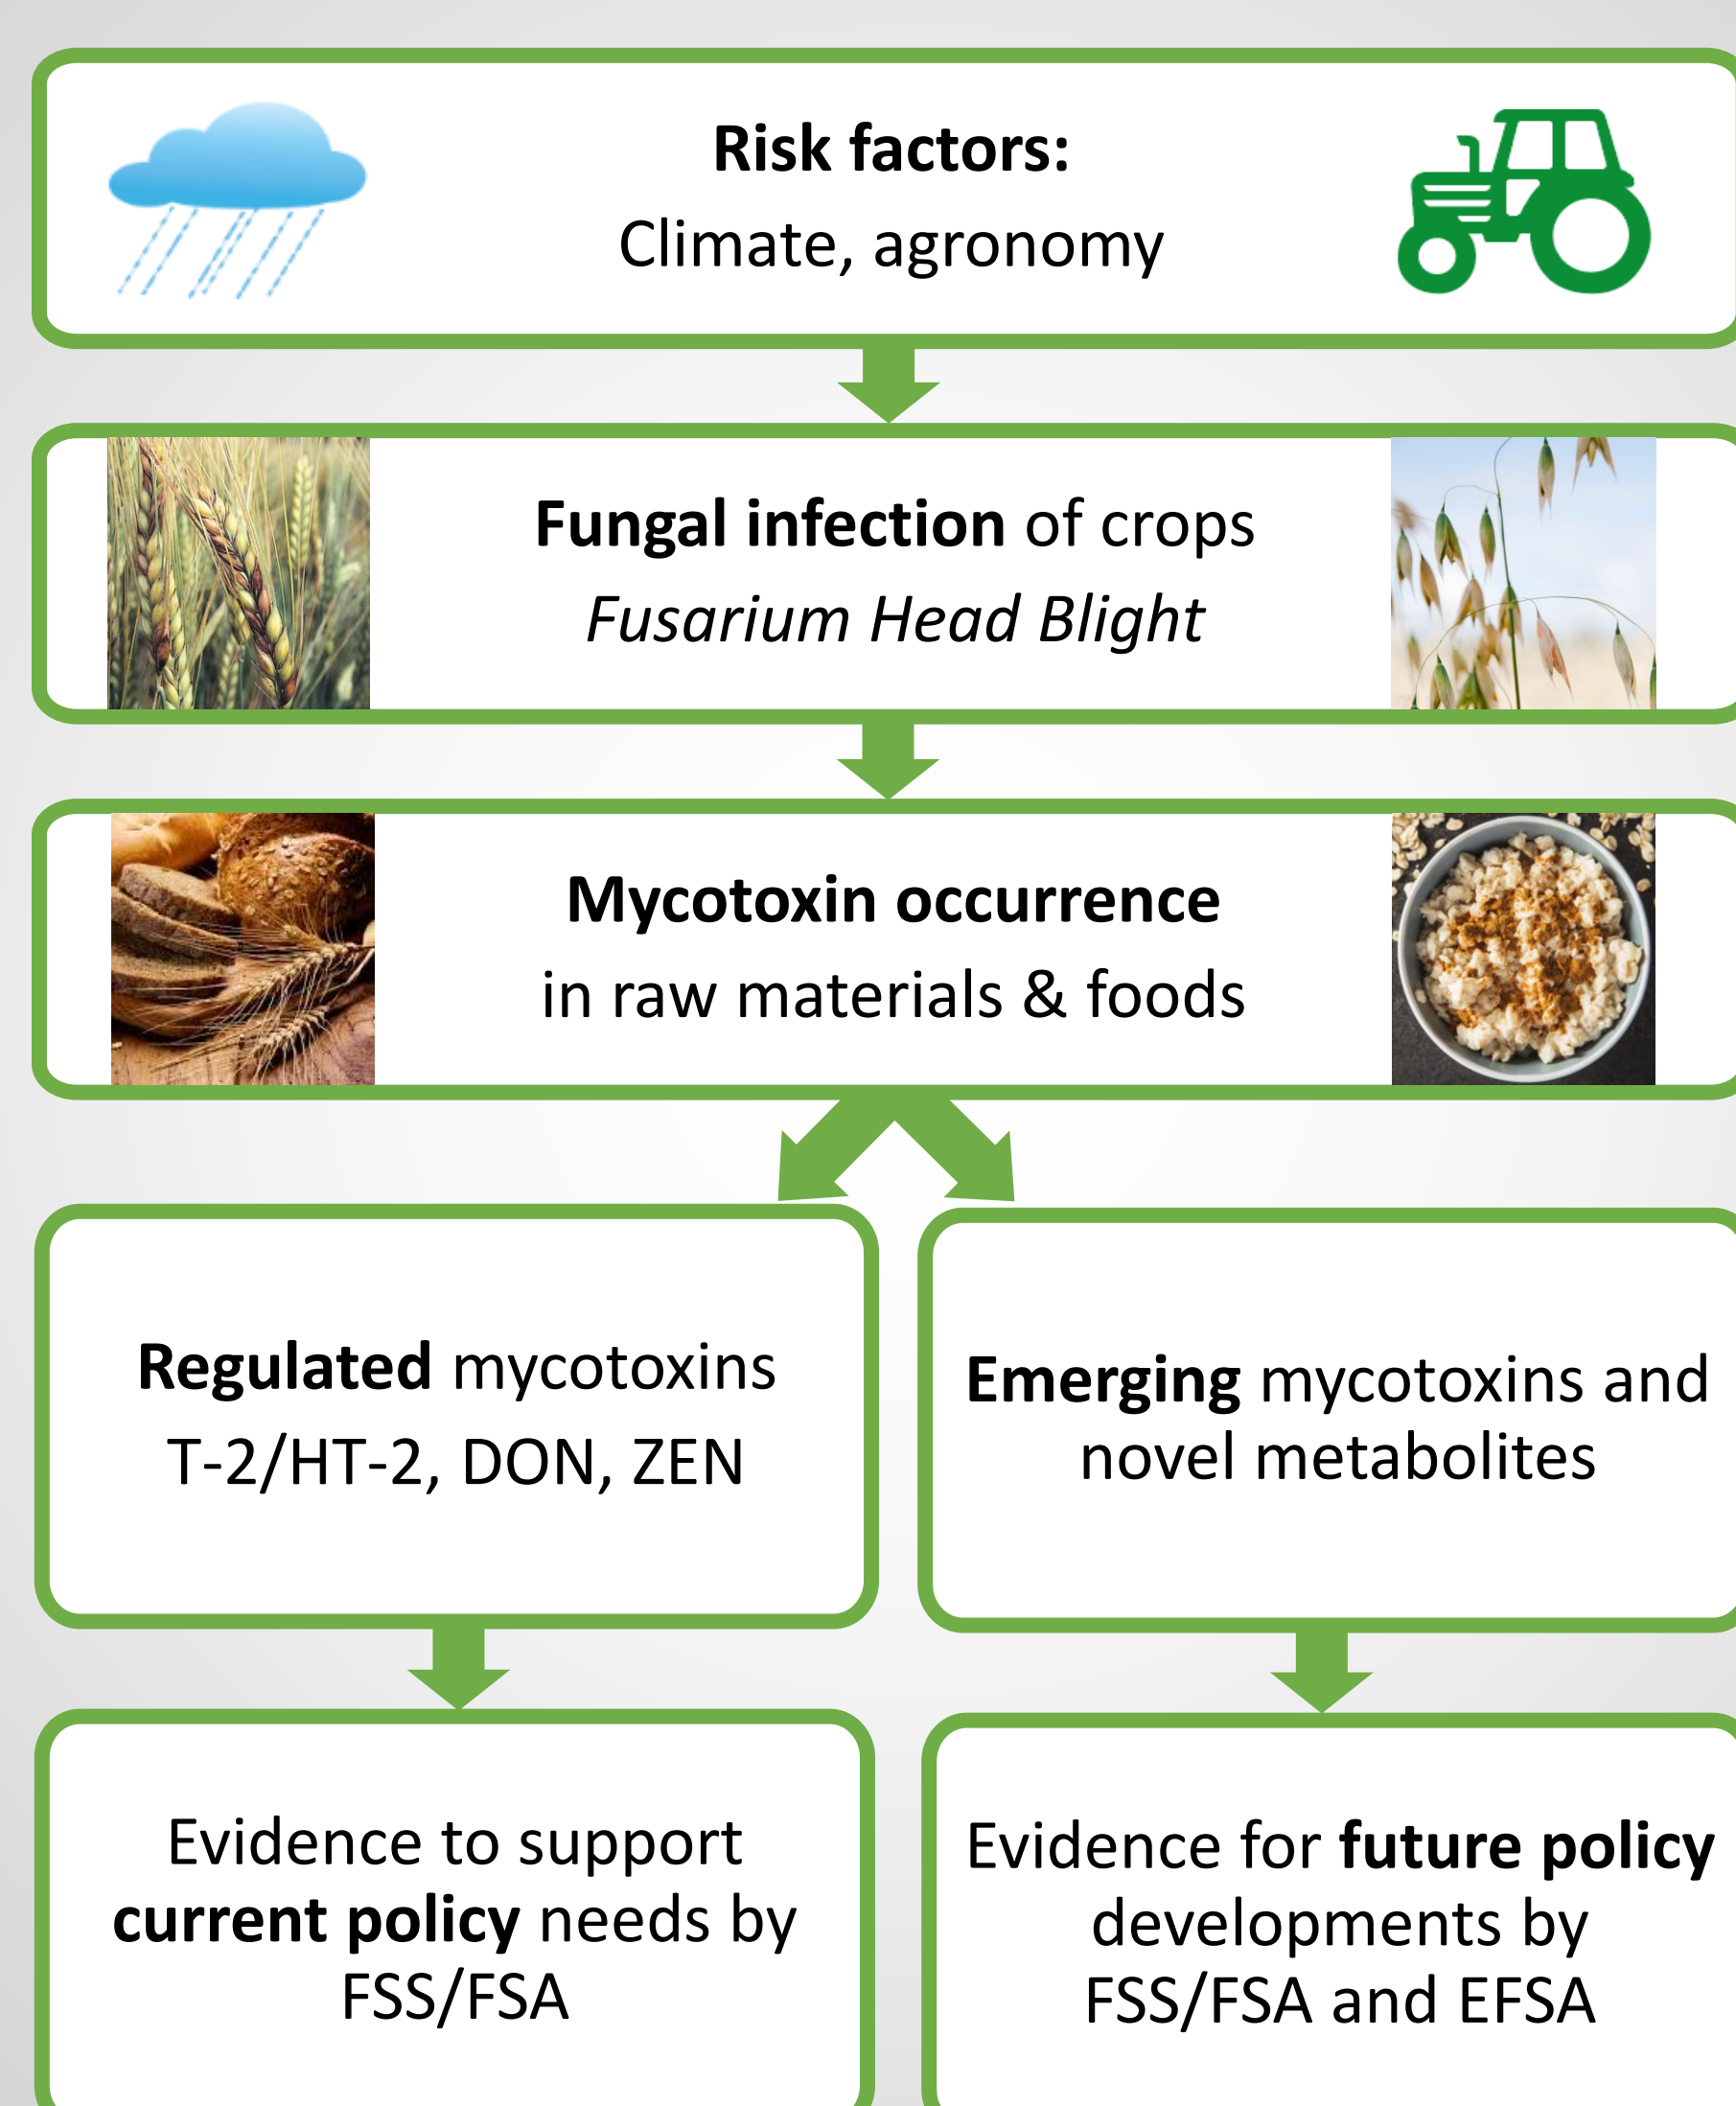 Risk factors:
Climate, agronomy
Fungal infection of crops
Fusarium Head Blight
Mycotoxin occurrence
in raw materials & foods
Regulated mycotoxins
T-2/HT-2, DON, ZEN
Emerging mycotoxins and
novel metabolites
Evidence to support
current policy needs by
FSS/FSA
Evidence for future policy
developments by
FSS/FSA and EFSA